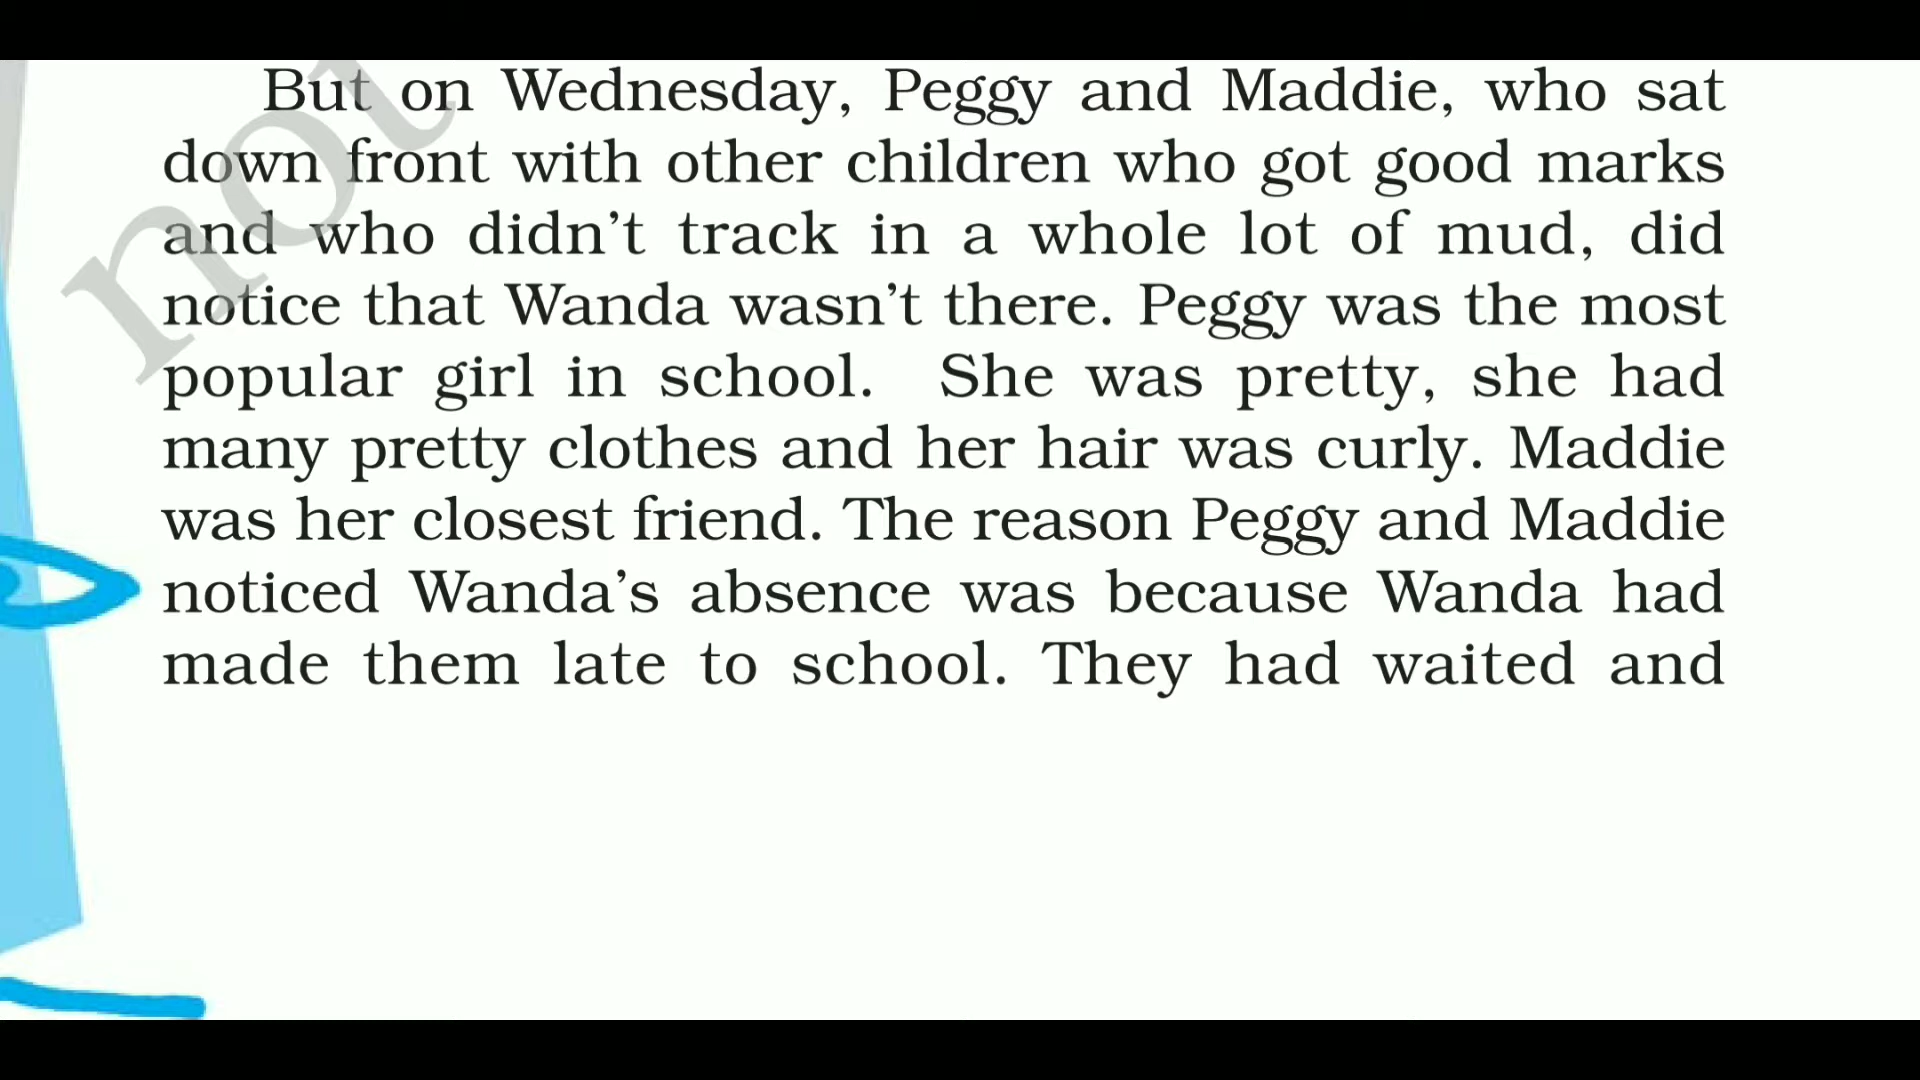 But on Wednesday, Peggy and Maddie, who sat
down front with other children who got good marks
and who didn’t track in a whole lot of mud, did
notice that Wanda wasn’t there. Peggy was the most
popular girl in school. She was pretty, she had
many pretty clothes and her hair was curly. Maddie
was her closest friend. The reason Peggy and Maddie
noticed Wanda’s absence was because Wanda had
made them late to school. They had waited and
not